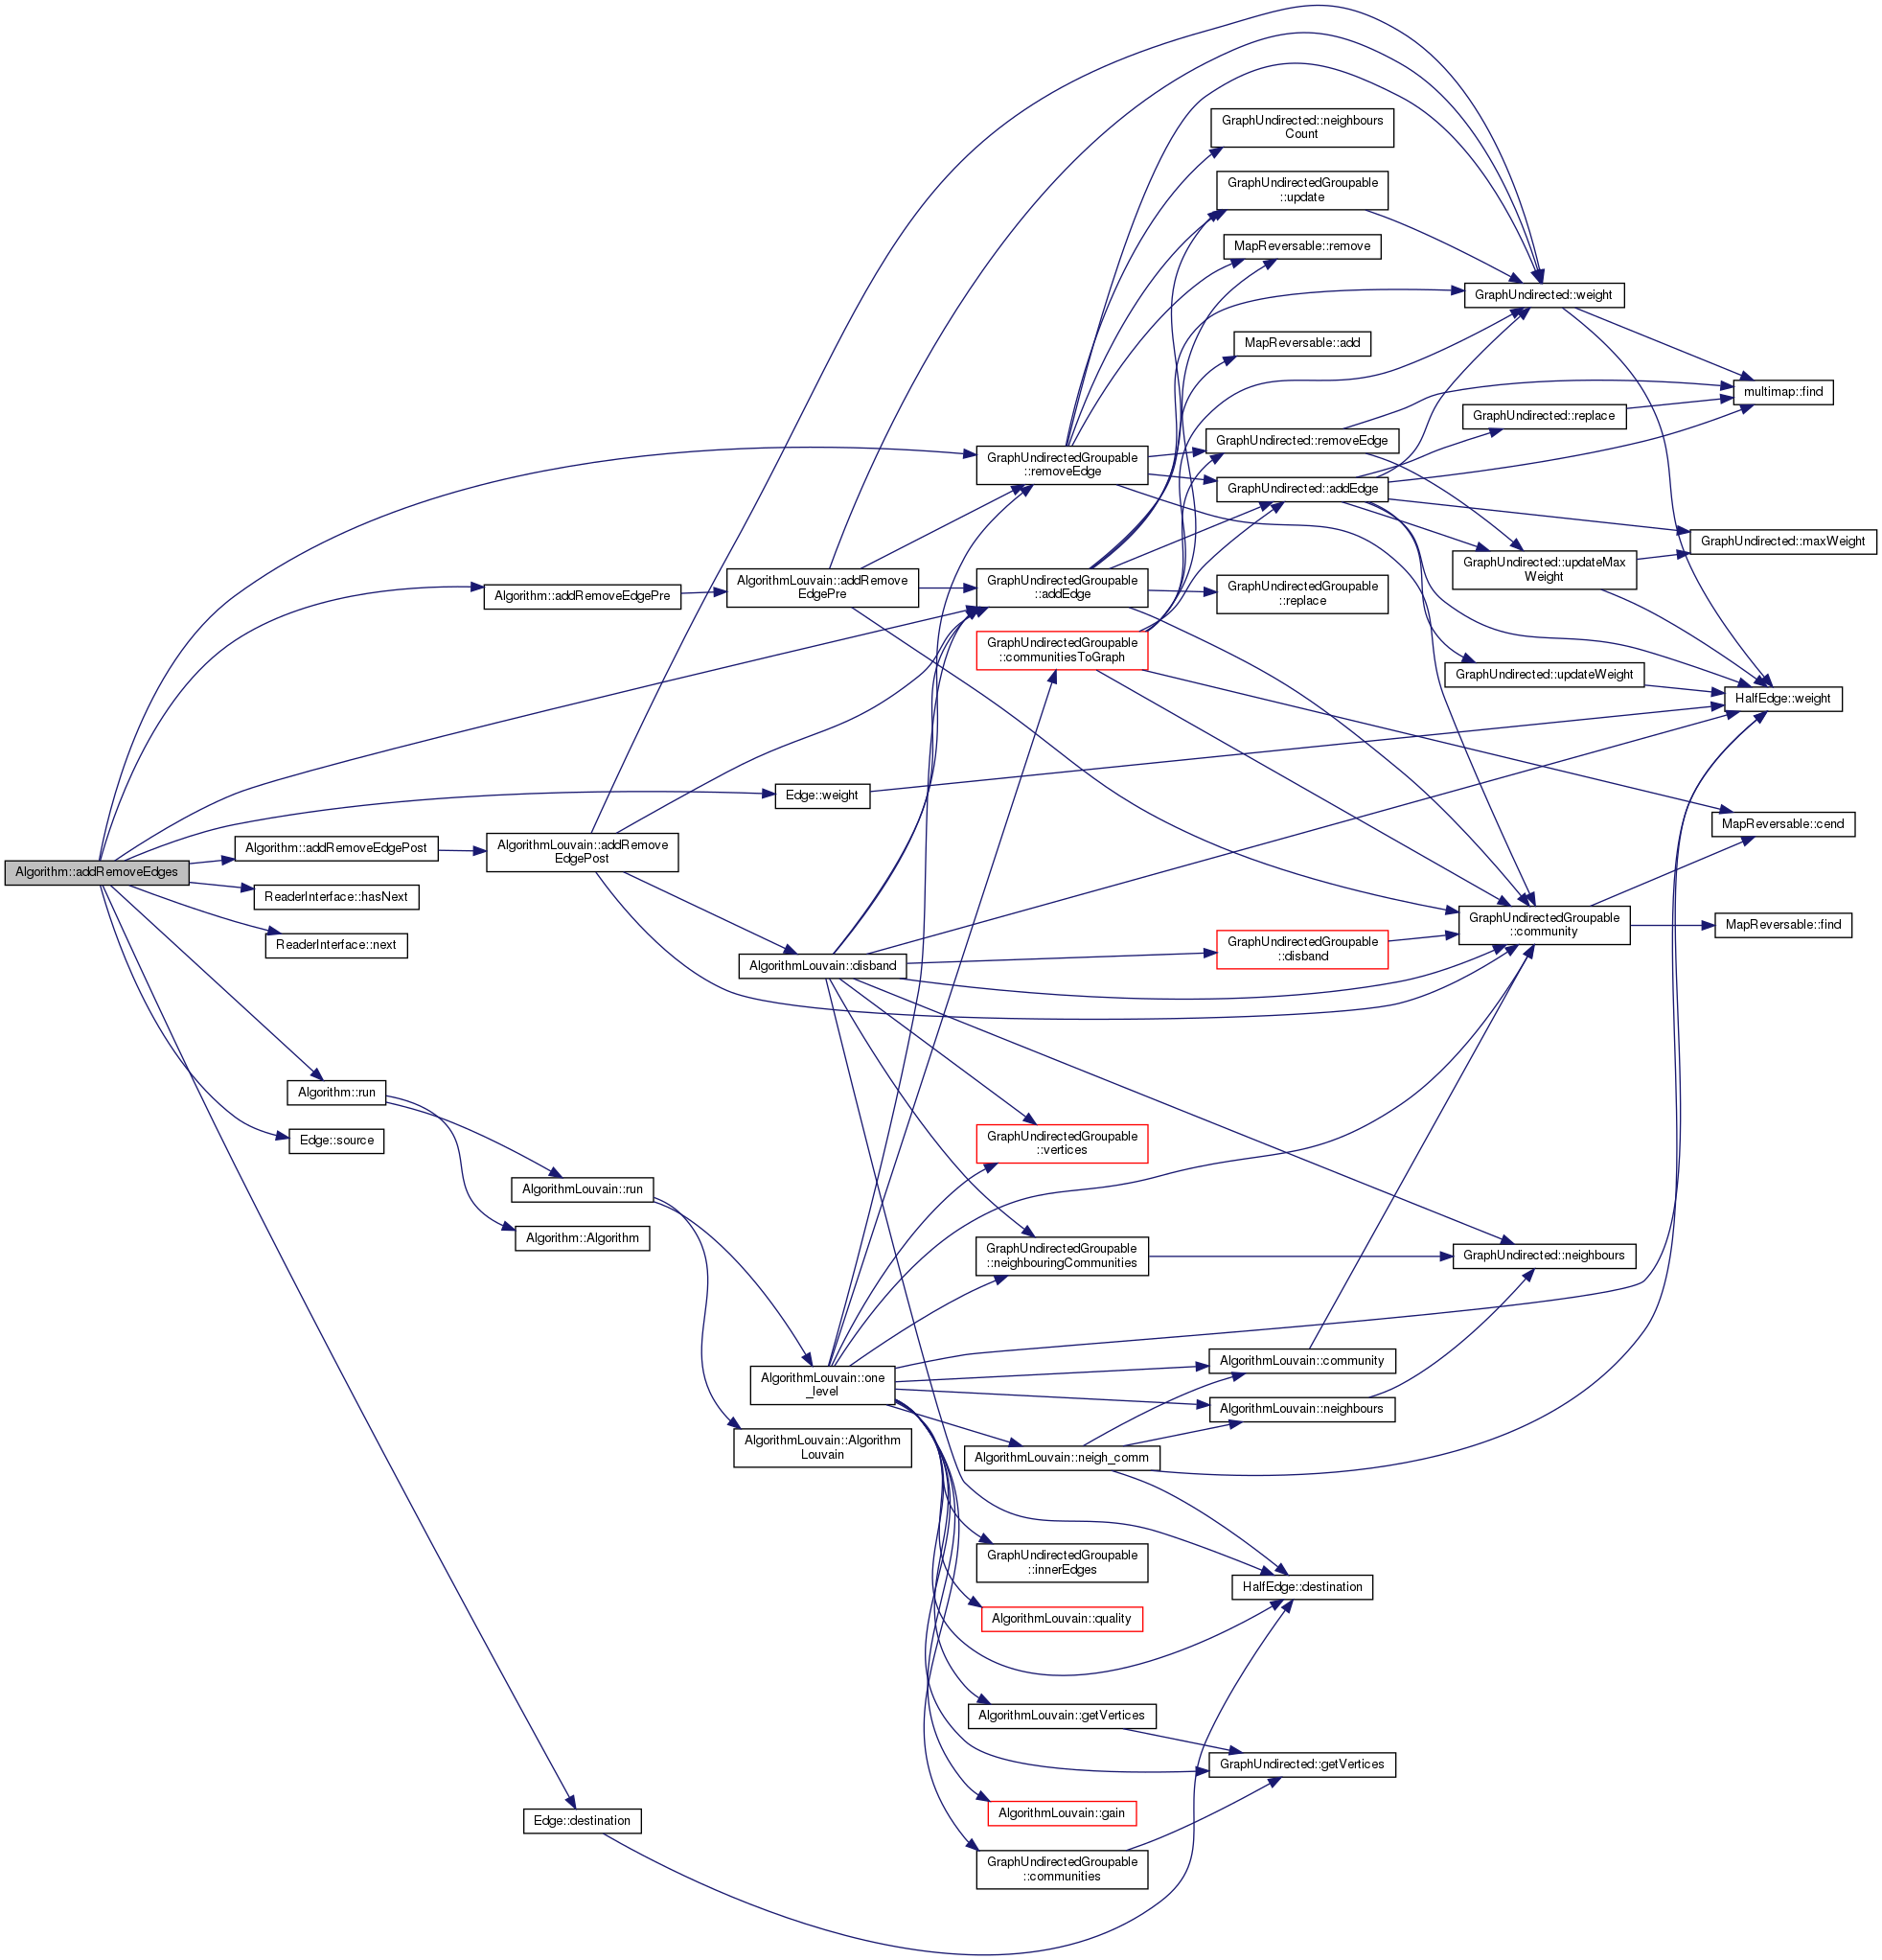 GraphUndirected::neighbours
Count
GraphUndirectedGroupable
::update
MapReversable::remove
GraphUndirected::weight
MapReversable::add
multimap::find
GraphUndirected::replace
GraphUndirected::removeEdge
GraphUndirectedGroupable
::removeEdge
GraphUndirected::addEdge
GraphUndirected::maxWeight
GraphUndirected::updateMax
Weight
AlgorithmLouvain::addRemove
EdgePre
Algorithm::addRemoveEdgePre
GraphUndirectedGroupable
::addEdge
GraphUndirectedGroupable
::replace
GraphUndirectedGroupable
::communitiesToGraph
GraphUndirected::updateWeight
HalfEdge::weight
Edge::weight
MapReversable::cend
Algorithm::addRemoveEdgePost
AlgorithmLouvain::addRemove
EdgePost
Algorithm::addRemoveEdges
ReaderInterface::hasNext
GraphUndirectedGroupable
::community
MapReversable::find
ReaderInterface::next
GraphUndirectedGroupable
::disband
AlgorithmLouvain::disband
Algorithm::run
Edge::source
GraphUndirectedGroupable
::vertices
AlgorithmLouvain::run
Algorithm::Algorithm
GraphUndirectedGroupable
::neighbouringCommunities
GraphUndirected::neighbours
AlgorithmLouvain::community
AlgorithmLouvain::one
_level
AlgorithmLouvain::neighbours
AlgorithmLouvain::Algorithm
Louvain
AlgorithmLouvain::neigh_comm
GraphUndirectedGroupable
::innerEdges
HalfEdge::destination
AlgorithmLouvain::quality
AlgorithmLouvain::getVertices
GraphUndirected::getVertices
AlgorithmLouvain::gain
Edge::destination
GraphUndirectedGroupable
::communities